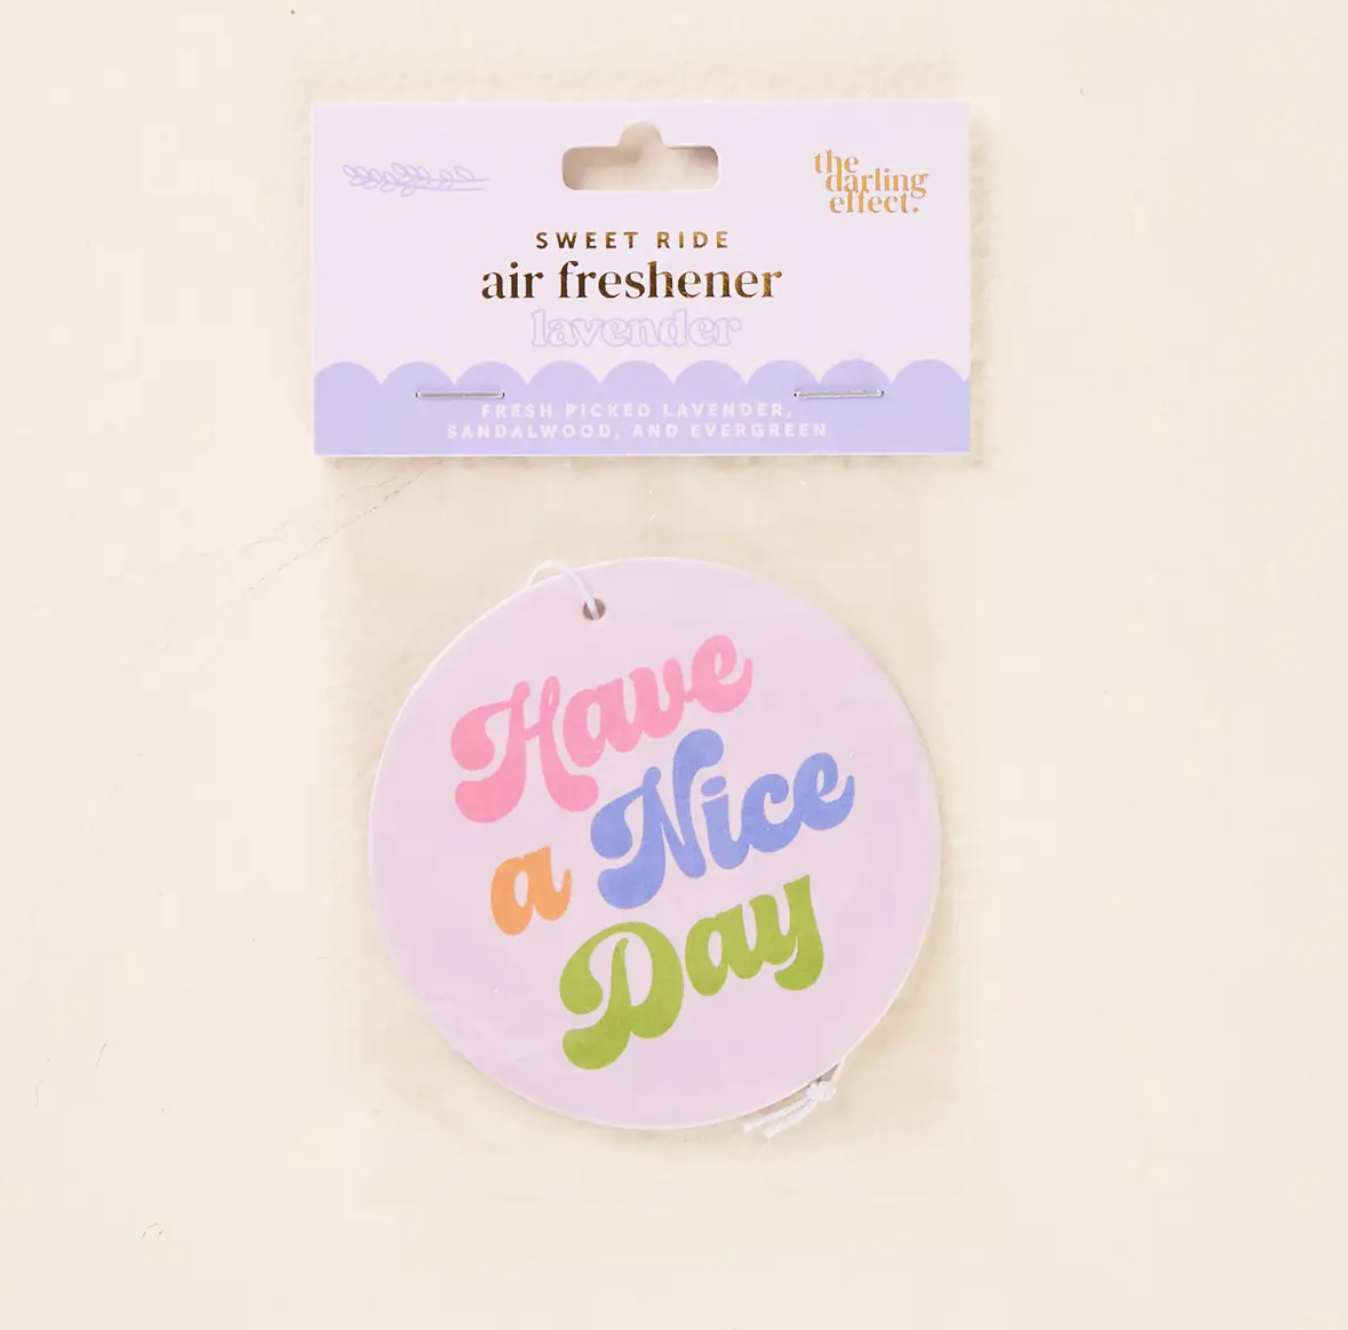 the
darling
effect.
SWEET RIDE
air freshener
lavender
FRESH PICKED LAVENDER,
SANDALWOOD, AND EVERGREEN
Have
a Nice
Day